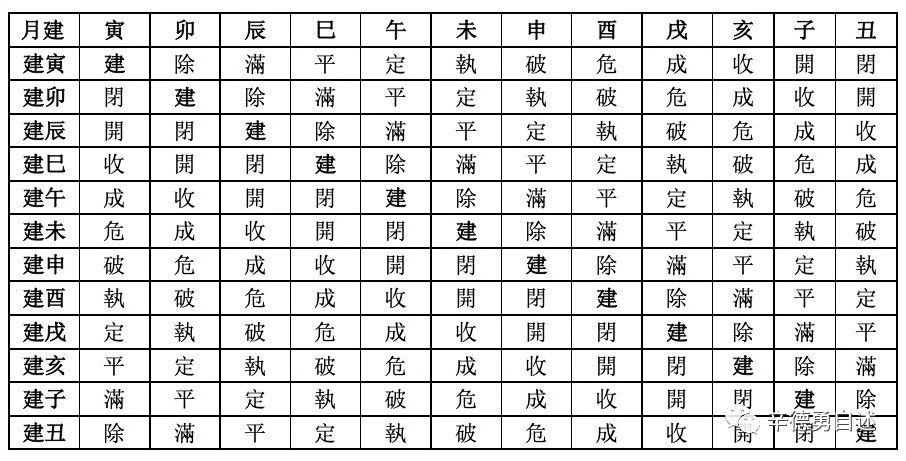 月建 寅 卯 辰 巳 午 未 申 酉 戌 亥 子 丑
建寅 建 除 滿 平 定 執 破 危 成 收 開 閉
建卯 閉 建 除 滿 平 定 執 破 危 成 收 開
建辰 開 閉 建 除 滿 平 定 執 破 危 成 收
建巳 收 開 閉 建 除 滿 平 定 執 破 危 成
建午 成 收 開 閉 建 除 滿 平 定 執 破 危
建未 危 成 收 開 閉 建 除 滿 平 定 執 破
建申 破 危 成 收 開 閉 建 除 滿 平 定 執
建酉 執 破 危 成 收 開 閉 建 除 滿 平 定
建戌 定 執 破 危 成 收 開 閉 建 除 滿 平
建亥 平 定 執 破 危 成 收 開 閉 建 除 滿
建子 滿 平 定 執 破 危 成 收 開 閉 建 除
建丑 除 滿 平 定 執 破 危 成 收 開 閉 建
辛德勇自述